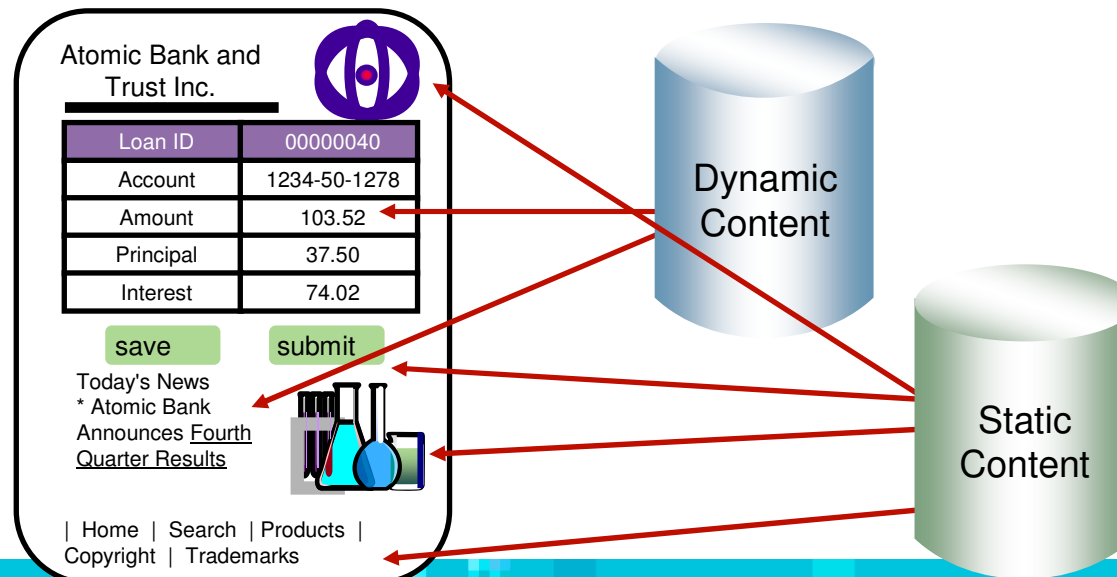 Atomic Bank and
Trust Inc.
Loan ID 00000040
Account 1234-50-1278
Amount 103.52
Principal 37.50
Interest 74.02
save submit
Today's News
* Atomic Bank
Announces Fourth
Quarter Results
| Home | Search | Products |
Copyright | Trademarks
Dynamic
Content
Static
Content